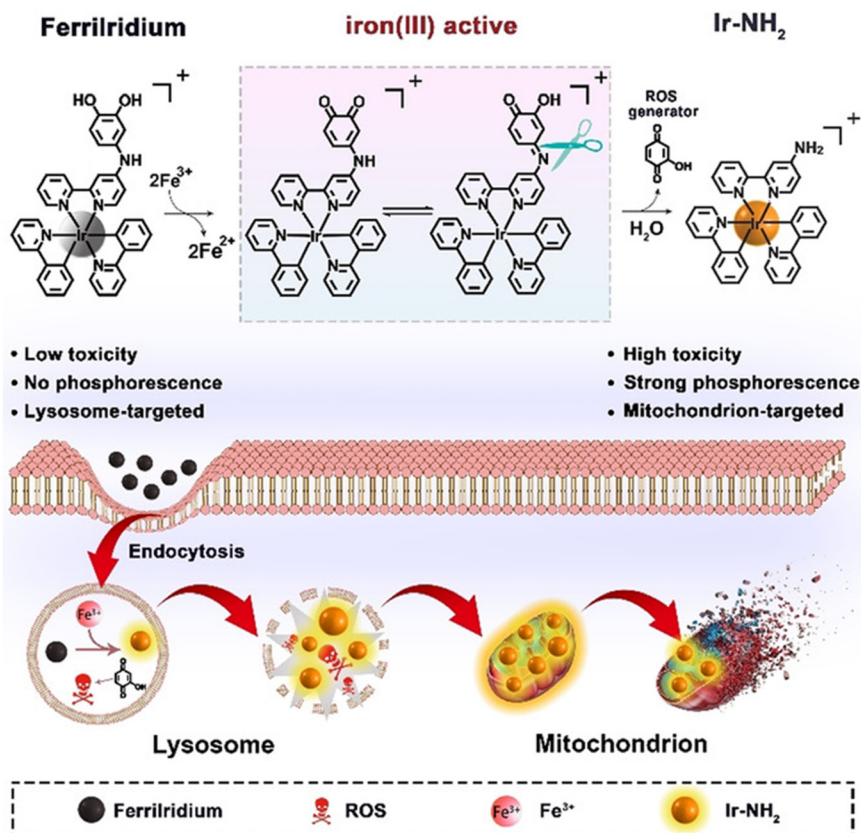 FerriIridium
iron(III) active
Ir-NH₂
HO OH
NH
N N
Ir
N N
+
2Fe³⁺
2Fe²⁺
O O
NH
N N
Ir
N N
+
O OH
N
N N
Ir
N N
+
ROS
generator
O
OH
O
H₂O
NH₂
N N
Ir
N N
+
• Low toxicity
• No phosphorescence
• Lysosome-targeted
• High toxicity
• Strong phosphorescence
• Mitochondrion-targeted
Endocytosis
Fe³⁺
O
OH
O
Lysosome
Mitochondrion
FerriIridium
ROS
Fe³⁺
Fe³⁺
Ir-NH₂